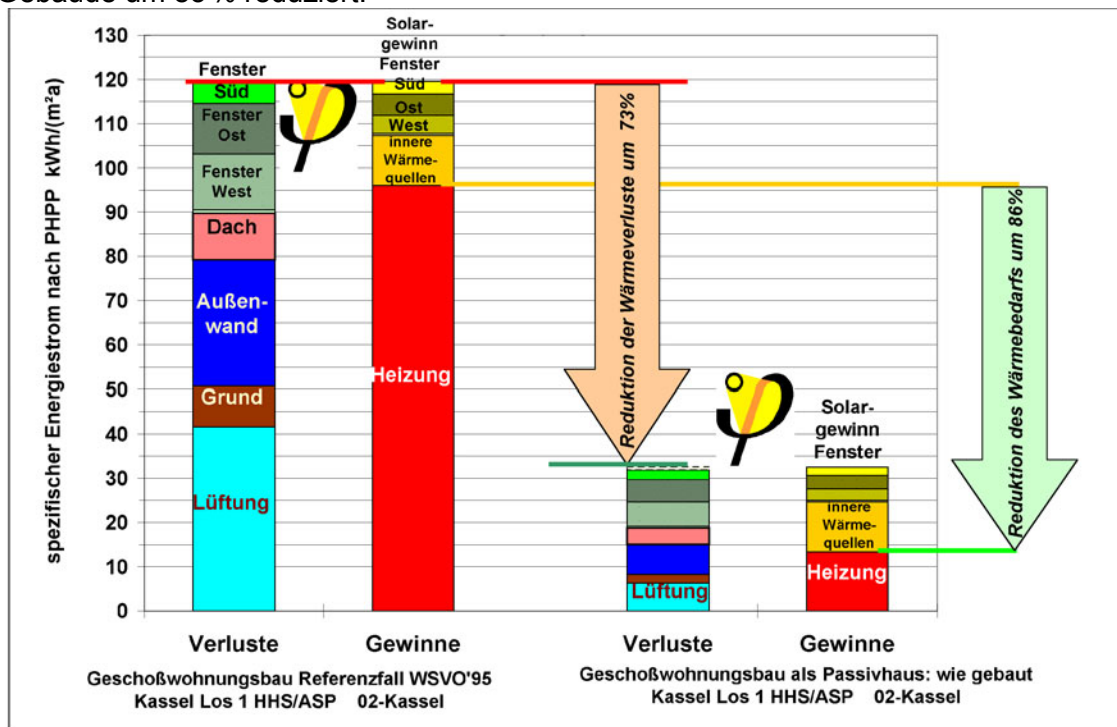 Gebäude um % reduziert.
spezifischer Energiestrom nach PHPP kWh/(m²a)
130
120
110
100
90
80
70
60
50
40
30
20
10
0
Fenster
Süd
Fenster
Ost
Fenster
West
Dach
Außen-
wand
Grund
Lüftung
Solar-
gewinn
Fenster
Süd
Ost
West
innere
Wärme-
quellen
Heizung
Reduktion der Wärmeverluste um 73%
Lüftung
Solar-
gewinn
Fenster
innere
Wärme-
quellen
Heizung
Reduktion des Wärmebedarfs um 86%
Verluste
Gewinne
Verluste
Gewinne
Geschoßwohnungsbau Referenzfall WSVO'95
Kassel Los 1 HHS/ASP 02-Kassel
Geschoßwohnungsbau als Passivhaus: wie gebaut
Kassel Los 1 HHS/ASP 02-Kassel